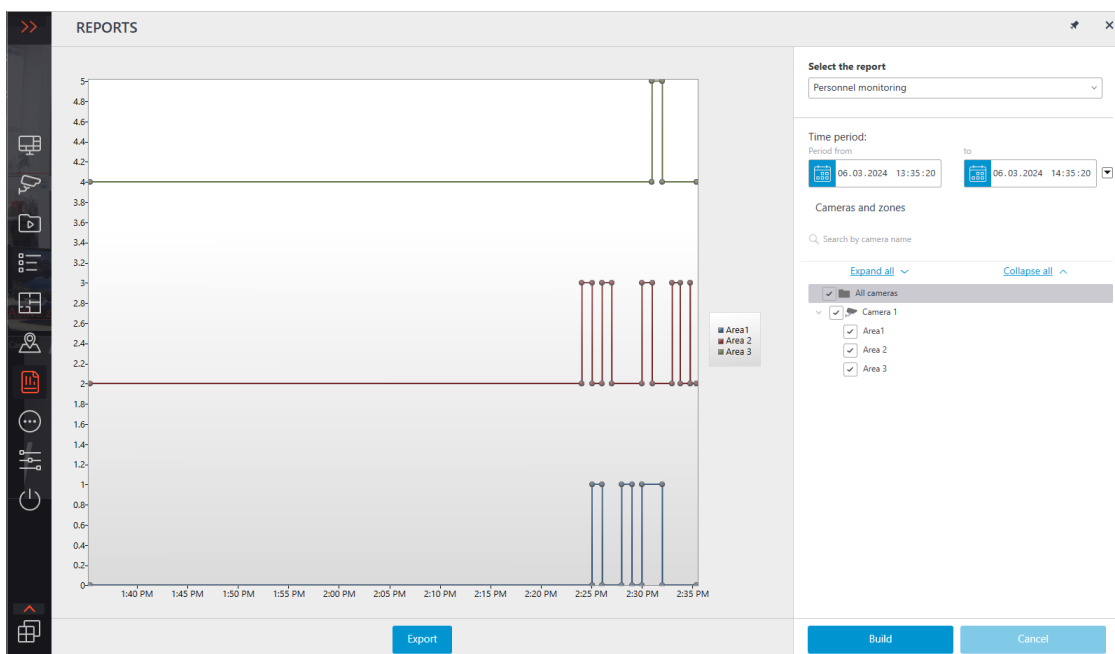 REPORTS
5
4.8
4.6
4.4
4.2
4
3.8
3.6
3.4
3.2
3
2.8
2.6
2.4
2.2
2
1.8
1.6
1.4
1.2
1
0.8
0.6
0.4
0.2
0
1:40 PM 1:45 PM 1:50 PM 1:55 PM 2:00 PM 2:05 PM 2:10 PM 2:15 PM 2:20 PM 2:25 PM 2:30 PM 2:35 PM
Area1
Area 2
Area 3
Export
Select the report
Personnel monitoring
Time period:
Period from to
06.03.2024 13:35:20 06.03.2024 14:35:20
Cameras and zones
Search by camera name
Expand all Collapse all
All cameras
Camera 1
Area1
Area 2
Area 3
Build Cancel